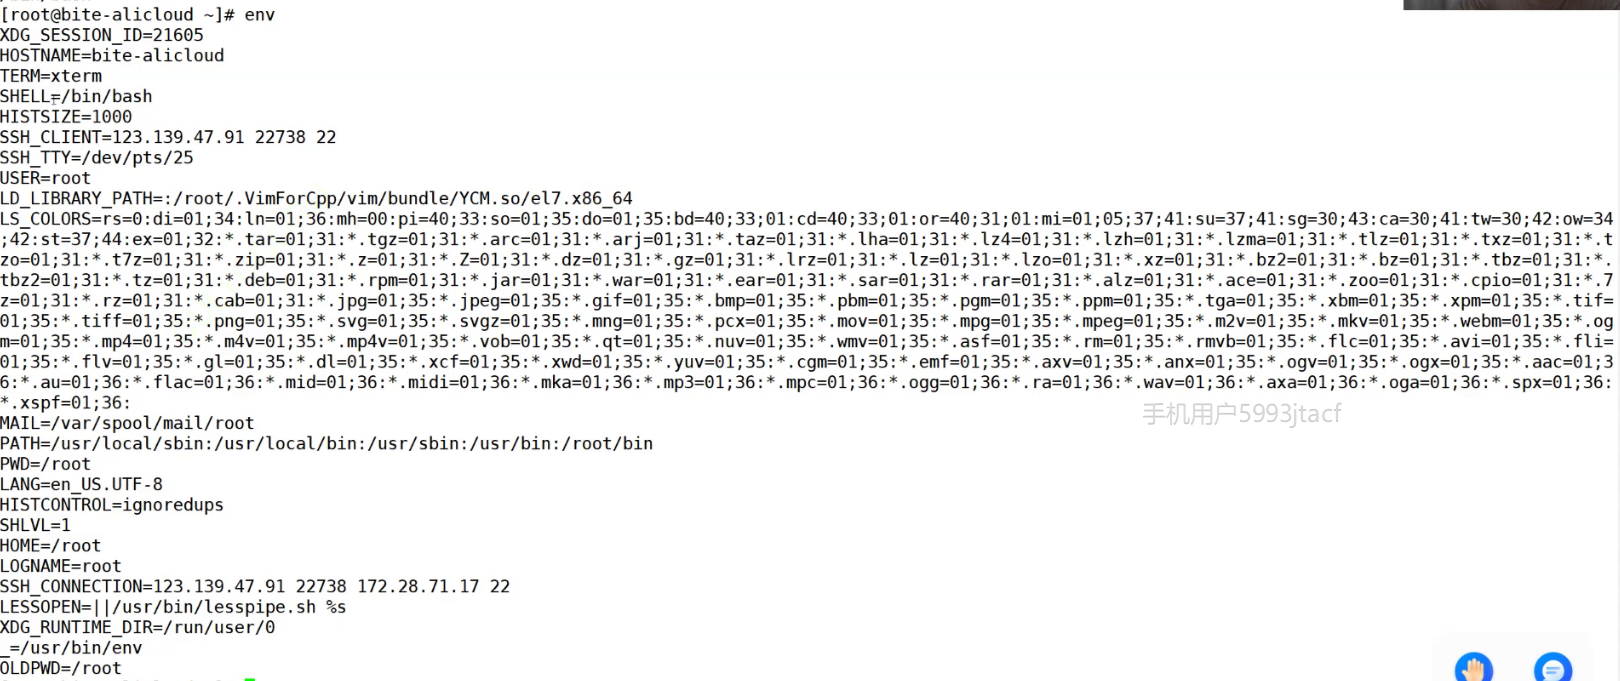 [root@bite-alicloud ~]# env
XDG_SESSION_ID=21605
HOSTNAME=bite-alicloud
TERM=xterm
SHELL=/bin/bash
HISTSIZE=1000
SSH_CLIENT=123.139.47.91 22738 22
SSH_TTY=/dev/pts/25
USER=root
LD_LIBRARY_PATH=:/root/.VimForCpp/vim/bundle/YCM.so/el7.x86_64
LS_COLORS=rs=0:di=01;34:ln=01;36:mh=00:pi=40;33:so=01;35:do=01;35:bd=40;33;01:cd=40;33;01:or=40;31;01:mi=01;05;37;41:su=37;41:sg=30;43:ca=30;41:tw=30;42:ow=34
;42:st=37;44:ex=01;32:*.tar=01;31:*.tgz=01;31:*.arc=01;31:*.arj=01;31:*.taz=01;31:*.lha=01;31:*.lz4=01;31:*.lzh=01;31:*.lzma=01;31:*.tlz=01;31:*.txz=01;31:*.t
zo=01;31:*.t7z=01;31:*.zip=01;31:*.z=01;31:*.Z=01;31:*.dz=01;31:*.gz=01;31:*.lrz=01;31:*.lz=01;31:*.lzo=01;31:*.xz=01;31:*.bz2=01;31:*.bz=01;31:*.tbz=01;31:*.
tbz2=01;31:*.tz=01;31:*.deb=01;31:*.rpm=01;31:*.jar=01;31:*.war=01;31:*.ear=01;31:*.sar=01;31:*.rar=01;31:*.alz=01;31:*.ace=01;31:*.zoo=01;31:*.cpio=01;31:*.7
z=01;31:*.rz=01;31:*.cab=01;31:*.jpg=01;35:*.jpeg=01;35:*.gif=01;35:*.bmp=01;35:*.pbm=01;35:*.pgm=01;35:*.ppm=01;35:*.tga=01;35:*.xbm=01;35:*.xpm=01;35:*.tif=
01;35:*.tiff=01;35:*.png=01;35:*.svg=01;35:*.svgz=01;35:*.mng=01;35:*.pcx=01;35:*.mov=01;35:*.mpg=01;35:*.mpeg=01;35:*.m2v=01;35:*.mkv=01;35:*.webm=01;35:*.og
m=01;35:*.mp4=01;35:*.m4v=01;35:*.mp4v=01;35:*.vob=01;35:*.qt=01;35:*.nuv=01;35:*.wmv=01;35:*.asf=01;35:*.rm=01;35:*.rmvb=01;35:*.flc=01;35:*.avi=01;35:*.fli=
01;35:*.flv=01;35:*.gl=01;35:*.dl=01;35:*.xcf=01;35:*.xwd=01;35:*.yuv=01;35:*.cgm=01;35:*.emf=01;35:*.axv=01;35:*.anx=01;35:*.ogv=01;35:*.ogx=01;35:*.aac=01;3
6:*.au=01;36:*.flac=01;36:*.mid=01;36:*.midi=01;36:*.mka=01;36:*.mp3=01;36:*.mpc=01;36:*.ogg=01;36:*.ra=01;36:*.wav=01;36:*.axa=01;36:*.oga=01;36:*.spx=01;36:
*.xspf=01;36:
手机用户5993jtacf
MAIL=/var/spool/mail/root
PATH=/usr/local/sbin:/usr/local/bin:/usr/sbin:/usr/bin:/root/bin
PWD=/root
LANG=en_US.UTF-8
HISTCONTROL=ignoredups
SHLVL=1
HOME=/root
LOGNAME=root
SSH_CONNECTION=123.139.47.91 22738 172.28.71.17 22
LESSOPEN=||/usr/bin/lesspipe.sh %s
XDG_RUNTIME_DIR=/run/user/0
_=/usr/bin/env
OLDPWD=/root